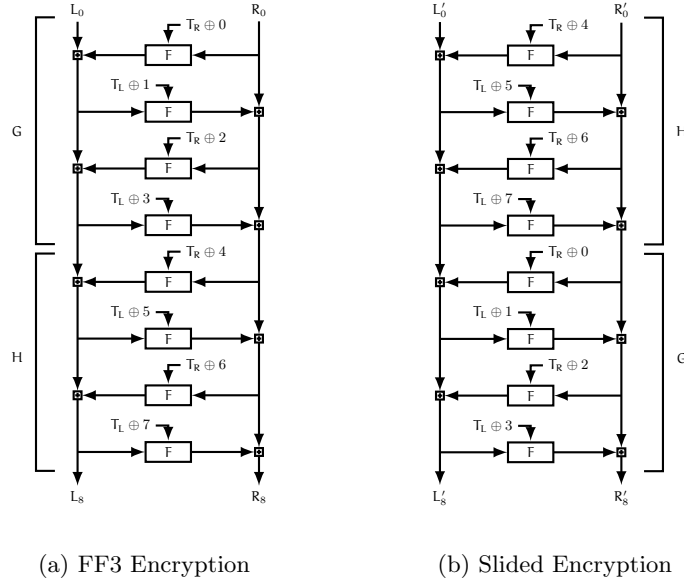 L₀ R₀ L′₀ R′₀
T_R ⊕ 0 T_R ⊕ 4
F F
T_L ⊕ 1 T_L ⊕ 5
F F
G H
T_R ⊕ 2 T_R ⊕ 6
F F
T_L ⊕ 3 T_L ⊕ 7
F F
T_R ⊕ 4 T_R ⊕ 0
F F
T_L ⊕ 5 T_L ⊕ 1
F F
H G
T_R ⊕ 6 T_R ⊕ 2
F F
T_L ⊕ 7 T_L ⊕ 3
F F
L₈ R₈ L′₈ R′₈
(a) FF3 Encryption (b) Slided Encryption